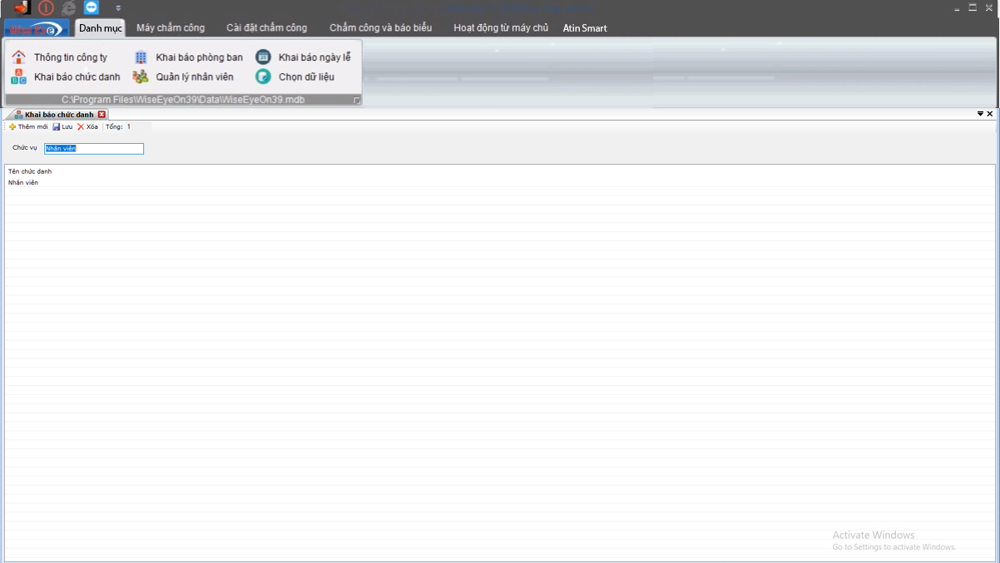 Wise Eye
Danh mục Máy chấm công Cài đặt chấm công Chấm công và báo biểu Hoạt động từ máy chủ Atin Smart
Thông tin công ty Khai báo phòng ban Khai báo ngày lễ
Khai báo chức danh Quản lý nhân viên Chọn dữ liệu
C:\Program Files\WiseEyeOn39\Data\WiseEyeOn39.mdb
Khai báo chức danh
Thêm mới Lưu Xóa Tổng: 1
Chức vụ Nhân viên
Tên chức danh
Nhân viên
Activate Windows
Go to Settings to activate Windows.